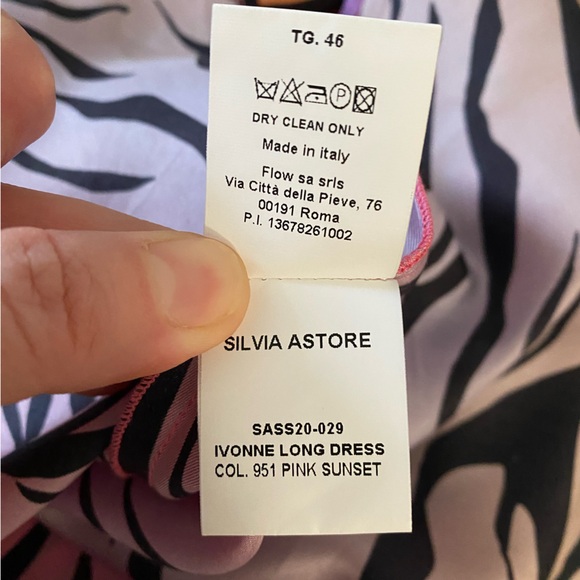 TG. 46
P
DRY CLEAN ONLY
Made in italy
Flow sa srls
Via Città della Pieve, 76
00191 Roma
P.I. 13678261002
SILVIA ASTORE
SASS20-029
IVONNE LONG DRESS
COL. 951 PINK SUNSET